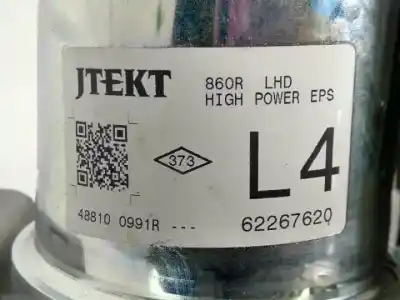 JTEKT
860R LHD
HIGH POWER EPS
373
L4
48810 0991R ---
62267620